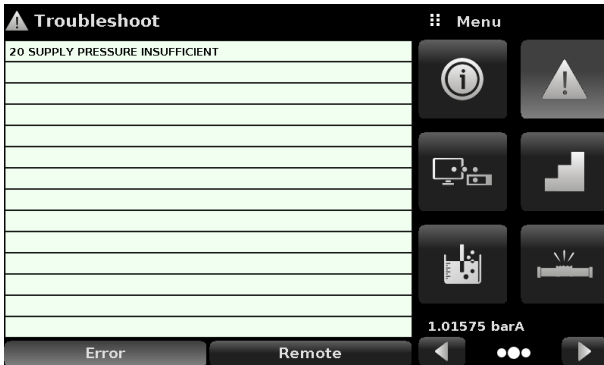 Troubleshoot
Menu
20 SUPPLY PRESSURE INSUFFICIENT
1.01575 barA
Error
Remote